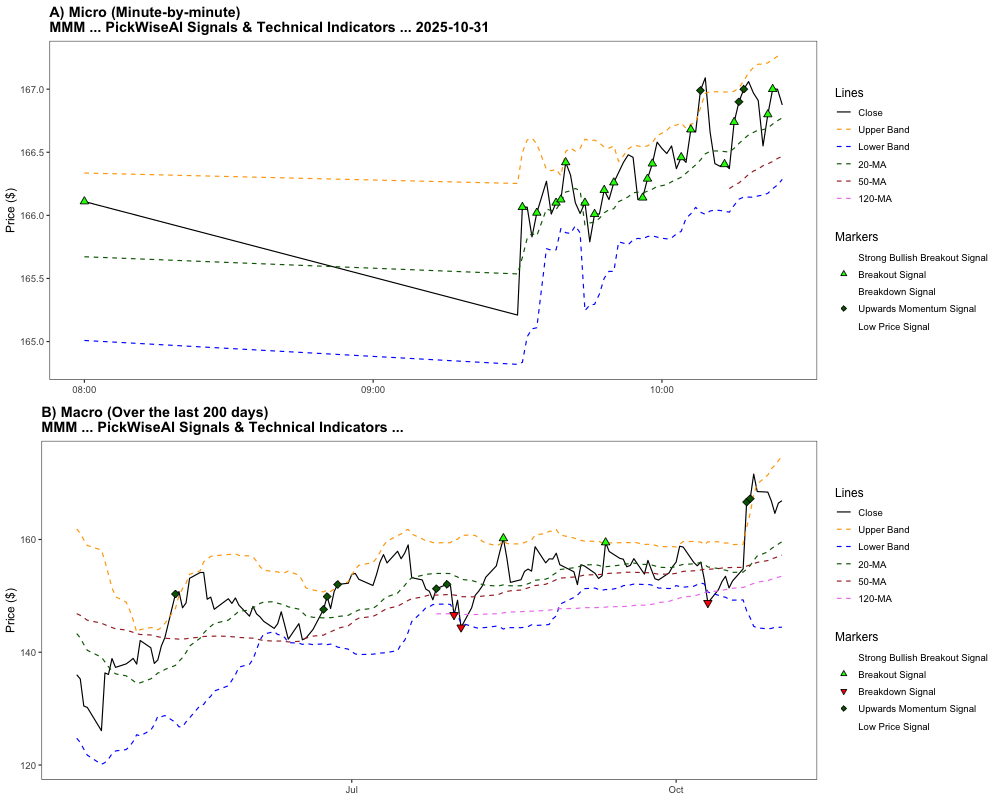 A) Micro (Minute-by-minute)
MMM ... PickWiseAI Signals & Technical Indicators ... 2025-10-31
Price ($)
167.0
166.5
166.0
165.5
165.0
08:00
09:00
10:00
Lines
Close
Upper Band
Lower Band
20-MA
50-MA
120-MA
Markers
Strong Bullish Breakout Signal
Breakout Signal
Breakdown Signal
Upwards Momentum Signal
Low Price Signal
B) Macro (Over the last 200 days)
MMM ... PickWiseAI Signals & Technical Indicators ...
Price ($)
160
140
120
Jul
Oct
Lines
Close
Upper Band
Lower Band
20-MA
50-MA
120-MA
Markers
Strong Bullish Breakout Signal
Breakout Signal
Breakdown Signal
Upwards Momentum Signal
Low Price Signal